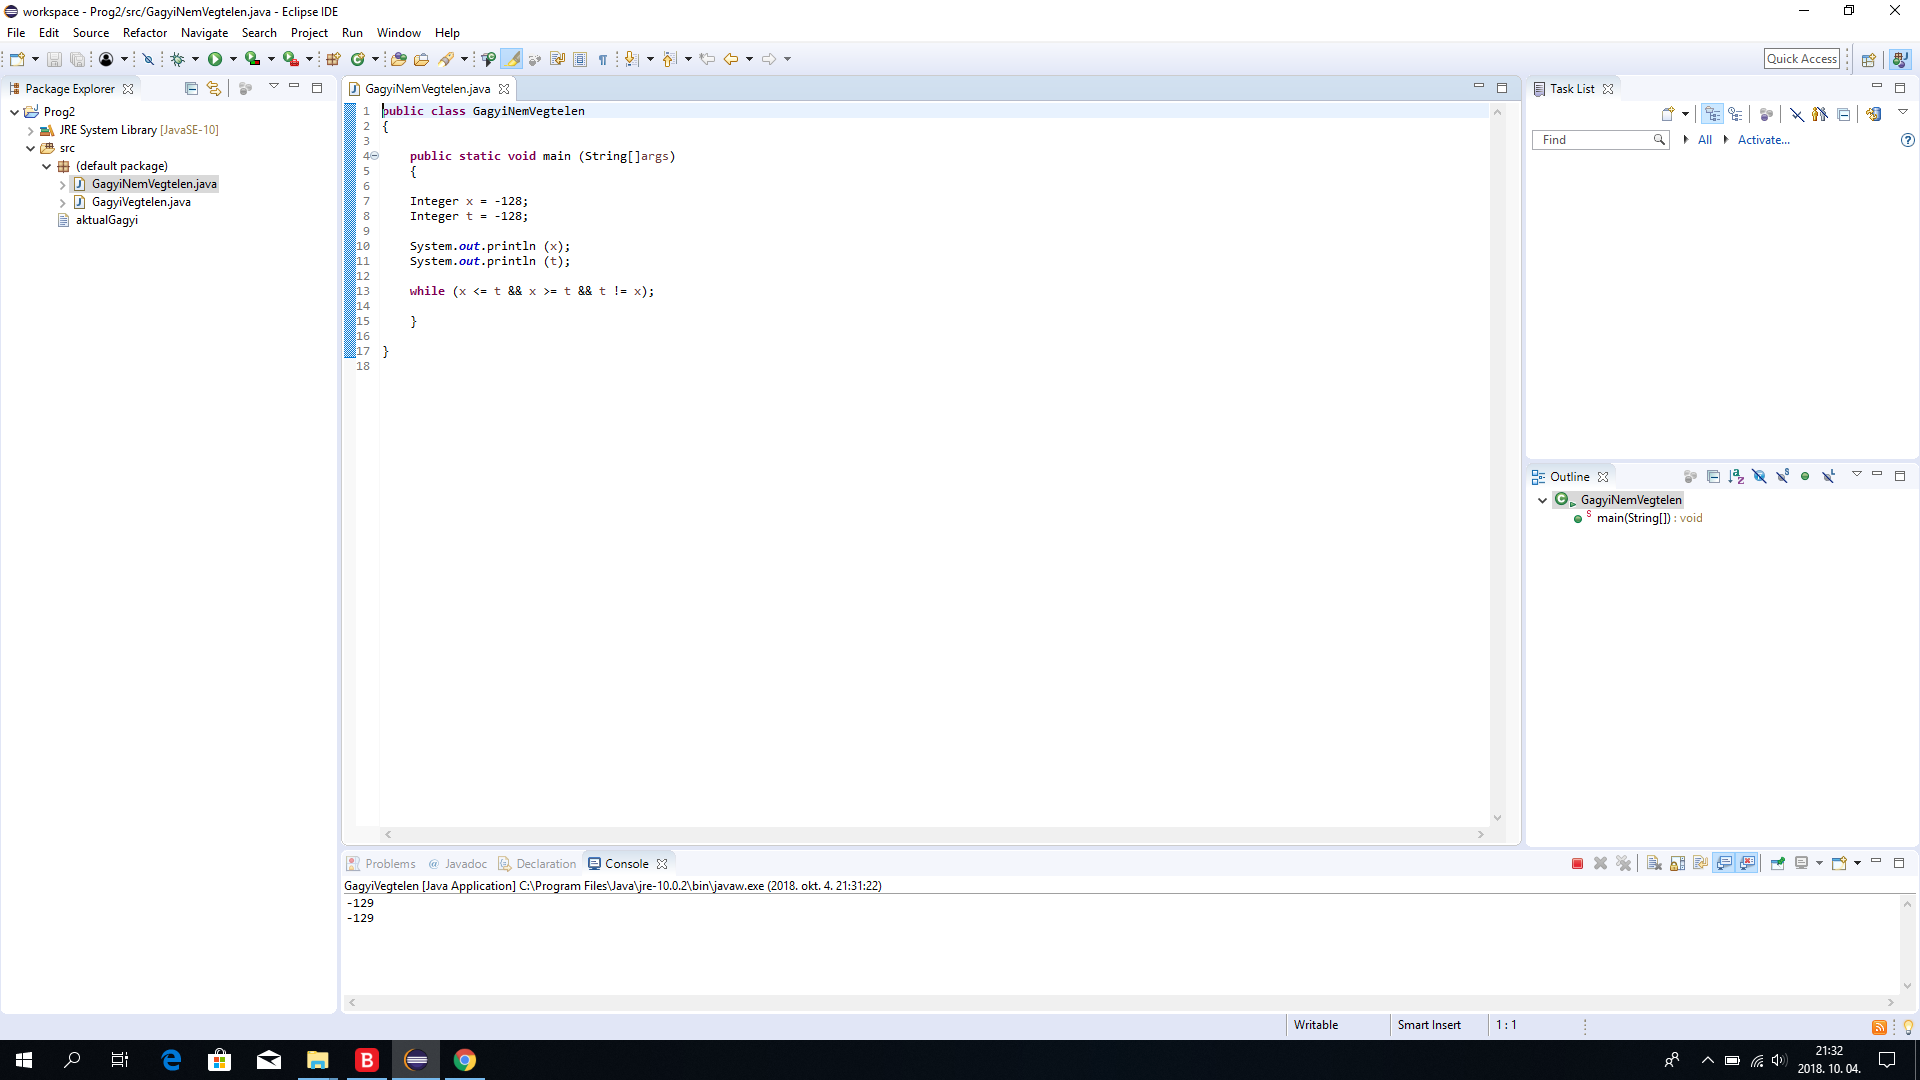 workspace - Prog2/src/GagyiNemVegtelen.java - Eclipse IDE
File Edit Source Refactor Navigate Search Project Run Window Help
Quick Access
Package Explorer
Prog2
JRE System Library [JavaSE-10]
src
(default package)
GagyiNemVegtelen.java
GagyiVegtelen.java
aktualGagyi
GagyiNemVegtelen.java
1 public class GagyiNemVegtelen
2 {
3
4 public static void main (String[]args)
5 {
6
7 Integer x = -128;
8 Integer t = -128;
9
10 System.out.println (x);
11 System.out.println (t);
12
13 while (x <= t && x >= t && t != x);
14
15 }
16
17 }
18
Task List
Find
All
Activate...
Outline
GagyiNemVegtelen
main(String[]) : void
Problems @ Javadoc Declaration Console
GagyiVegtelen [Java Application] C:\Program Files\Java\jre-10.0.2\bin\javaw.exe (2018. okt. 4. 21:31:22)
-129
-129
Writable Smart Insert 1 : 1
21:32
2018. 10. 04.